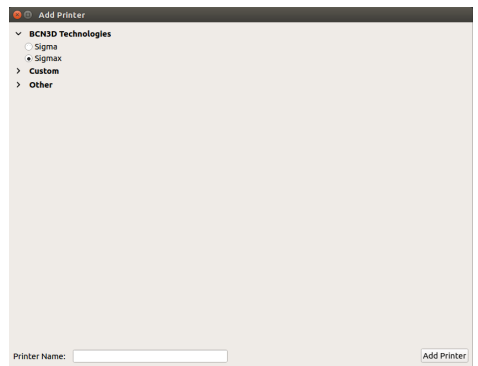 Add Printer
BCN3D Technologies
Sigma
Sigmax
Custom
Other
Printer Name:
Add Printer